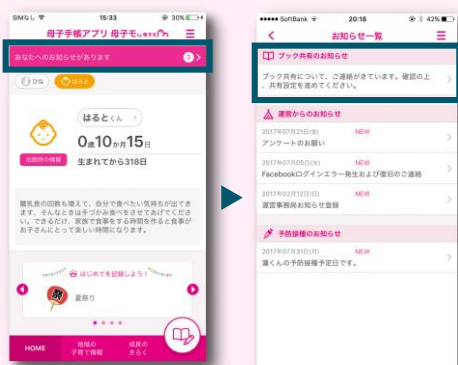 SIMなし 15:33 30%
母子手帳アプリ 母子モ
あなたへのお知らせがあります
ひな はると
はるとくん
0歳10か月15日
出産時の情報 生まれてから318日
離乳食の回数も増えて、自分で食べたい気持ちが出てき
ます。そんなときは手づかみ食べをさせてあげてくださ
い。できるだけ、家族で食事をする時間を作ると食事が
お子さんにとって楽しい時間になります。
はじめてを記録しよう!
祭 夏祭り
HOME 地域の 成長の
子育て情報 きろく
SoftBank 20:18 42%
お知らせ一覧
ブック共有のお知らせ
ブック共有について、ご連絡がきています。確認の上
、共有設定を進めてください。
運営からのお知らせ
2017年07月21日(金) NEW
アンケートのお願い
2017年07月05日(水) NEW
Facebookログインエラー発生および復旧のご連絡
2017年02月12日(日) NEW
運営事務局お知らせ登録
予防接種のお知らせ
2017年07月31日(月) NEW
蓮くんの予防接種予定日です。